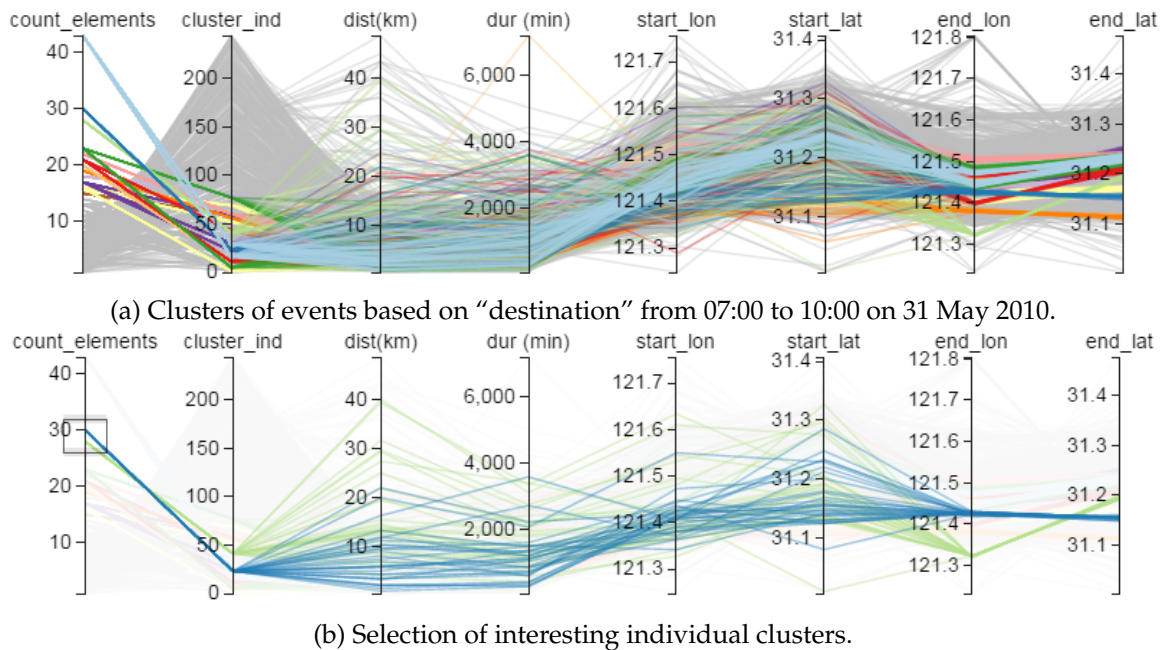 count_elements cluster_ind dist(km) dur (min) start_lon start_lat end_lon end_lat
40 30 20 10
200 150 100 50 0
40 30 20 10 0
6,000 4,000 2,000
121.7 121.6 121.5 121.4 121.3
31.4 31.3 31.2 31.1
121.8 121.7 121.6 121.5 121.4 121.3
31.4 31.3 31.2 31.1
(a) Clusters of events based on “destination” from 07:00 to 10:00 on 31 May 2010.
count_elements cluster_ind dist(km) dur (min) start_lon start_lat end_lon end_lat
40 30 20 10
200 150 100 50 0
40 30 20 10
6,000 4,000 2,000
121.7 121.6 121.5 121.4 121.3
31.4 31.3 31.2 31.1
121.8 121.7 121.6 121.5 121.4 121.3
31.4 31.3 31.2 31.1
(b) Selection of interesting individual clusters.